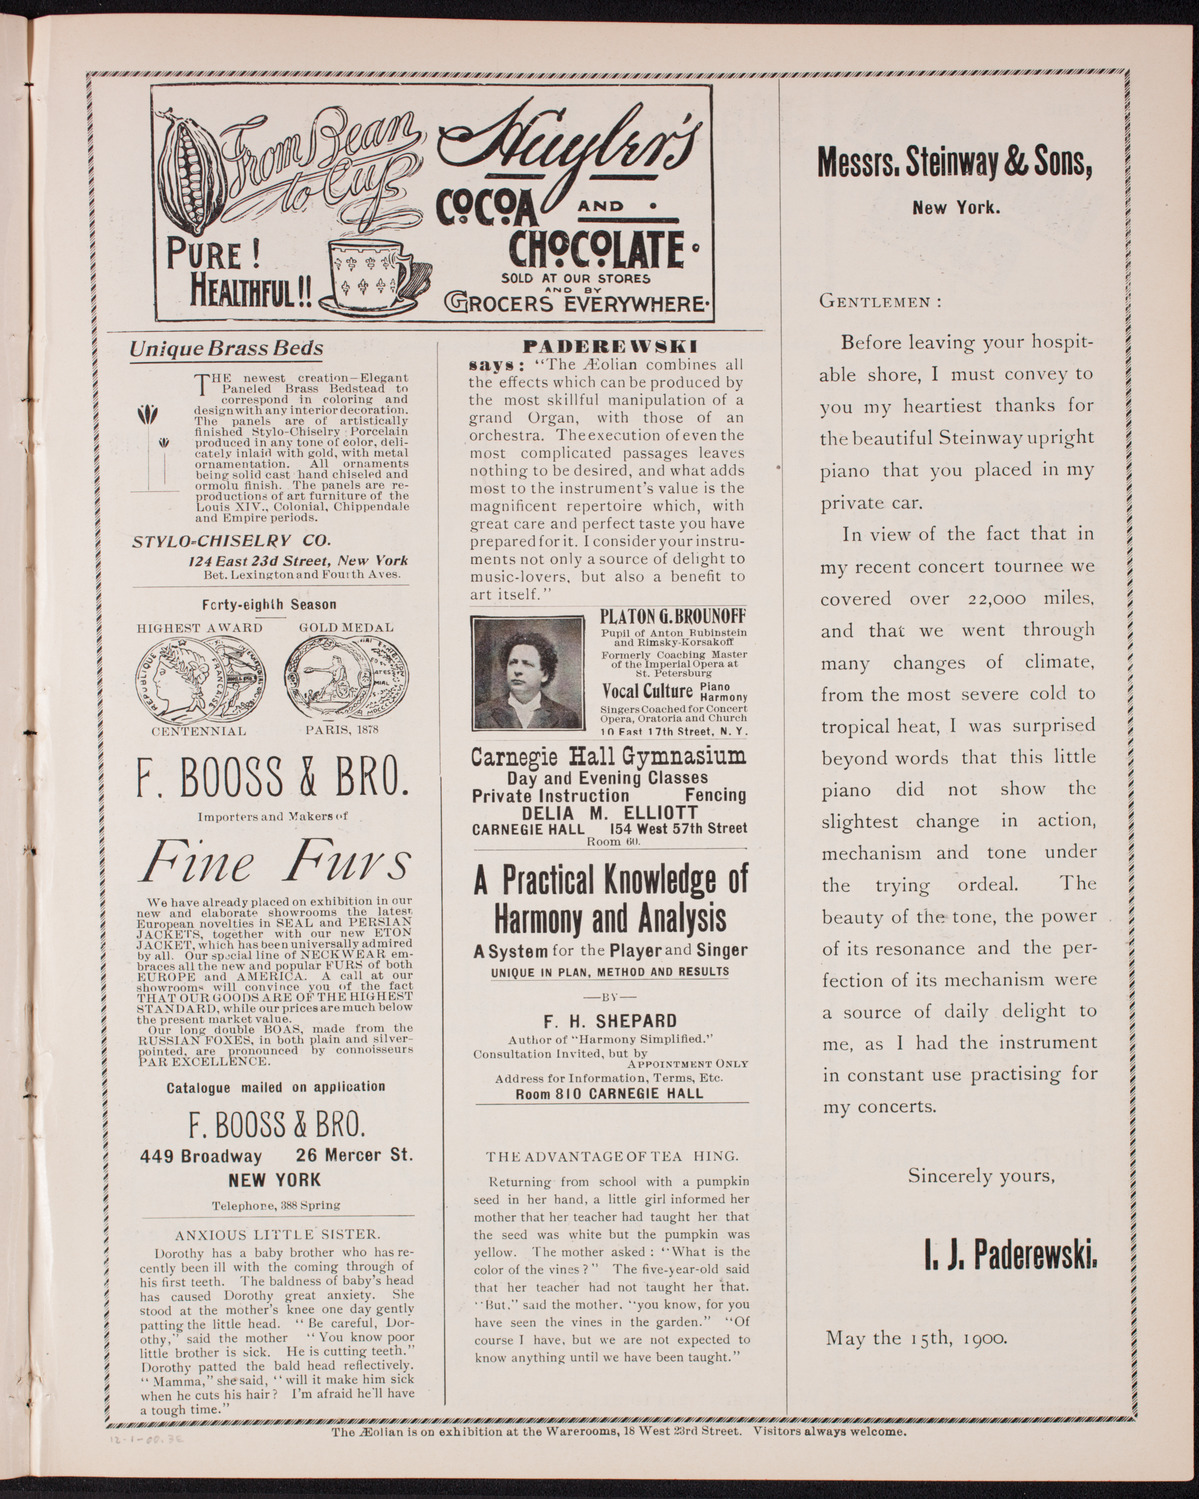 From Bean
to Cup
PURE!
HEALTHFUL!!
Huyler's
COCOA AND
CHOCOLATE.
SOLD AT OUR STORES
AND BY
GROCERS EVERYWHERE.
Unique Brass Beds
THE newest creation—Elegant
Paneled Brass Bedstead to
correspond in coloring and
design with any interior decoration.
The panels are of artistically
finished Stylo-Chiselry Porcelain
produced in any tone of color, deli-
cately inlaid with gold, with metal
ornamentation. All ornaments
being solid cast hand chiseled and
ormolu finish. The panels are re-
productions of art furniture of the
Louis XIV., Colonial, Chippendale
and Empire periods.
STYLO-CHISELRY CO.
124 East 23d Street, New York
Bet. Lexington and Fourth Aves.
Forty-eighth Season
HIGHEST AWARD GOLD MEDAL
REPUBLIQUE FRANCAISE
CENTENNIAL PARIS, 1878
F. BOOSS & BRO.
Importers and Makers of
Fine Furs
We have already placed on exhibition in our
new and elaborate showrooms the latest
European novelties in SEAL and PERSIAN
JACKETS, together with our new ETON
JACKET, which has been universally admired
by all. Our special line of NECKWEAR em-
braces all the new and popular FURS of both
EUROPE and AMERICA. A call at our
showrooms will convince you of the fact
THAT OUR GOODS ARE OF THE HIGHEST
STANDARD, while our prices are much below
the present market value.
Our long double BOAS, made from the
RUSSIAN FOXES, in both plain and silver-
pointed, are pronounced by connoisseurs
PAR EXCELLENCE.
Catalogue mailed on application
F. BOOSS & BRO.
449 Broadway 26 Mercer St.
NEW YORK
Telephone, 388 Spring
ANXIOUS LITTLE SISTER.
Dorothy has a baby brother who has re-
cently been ill with the coming through of
his first teeth. The baldness of baby's head
has caused Dorothy great anxiety. She
stood at the mother's knee one day gently
patting the little head. "Be careful, Dor-
othy," said the mother "You know poor
little brother is sick. He is cutting teeth."
Dorothy patted the bald head reflectively.
"Mamma," she said, "will it make him sick
when he cuts his hair? I'm afraid he'll have
a tough time."
PADEREWSKI
says: "The Æolian combines all
the effects which can be produced by
the most skillful manipulation of a
grand Organ, with those of an
orchestra. The execution of even the
most complicated passages leaves
nothing to be desired, and what adds
most to the instrument's value is the
magnificent repertoire which, with
great care and perfect taste you have
prepared for it. I consider your instru-
ments not only a source of delight to
music-lovers, but also a benefit to
art itself."
PLATON G. BROUNOFF
Pupil of Anton Rubinstein
and Rimsky-Korsakoff
Formerly Coaching Master
of the Imperial Opera at
St. Petersburg
Vocal Culture Piano
Harmony
Singers Coached for Concert
Opera, Oratoria and Church
10 East 17th Street, N. Y.
Carnegie Hall Gymnasium
Day and Evening Classes
Private Instruction Fencing
DELIA M. ELLIOTT
CARNEGIE HALL 154 West 57th Street
Room 60.
A Practical Knowledge of
Harmony and Analysis
A System for the Player and Singer
UNIQUE IN PLAN, METHOD AND RESULTS
—BY—
F. H. SHEPARD
Author of "Harmony Simplified."
Consultation Invited, but by
APPOINTMENT ONLY
Address for Information, Terms, Etc.
Room 810 CARNEGIE HALL
THE ADVANTAGE OF TEA HING.
Returning from school with a pumpkin
seed in her hand, a little girl informed her
mother that her teacher had taught her that
the seed was white but the pumpkin was
yellow. The mother asked: "What is the
color of the vines?" The five-year-old said
that her teacher had not taught her that.
"But." said the mother. "you know, for you
have seen the vines in the garden." "Of
course I have, but we are not expected to
know anything until we have been taught."
Messrs. Steinway & Sons,
New York.
GENTLEMEN:
Before leaving your hospit-
able shore, I must convey to
you my heartiest thanks for
the beautiful Steinway upright
piano that you placed in my
private car.
In view of the fact that in
my recent concert tournee we
covered over 22,000 miles,
and that we went through
many changes of climate,
from the most severe cold to
tropical heat, I was surprised
beyond words that this little
piano did not show the
slightest change in action,
mechanism and tone under
the trying ordeal. The
beauty of the tone, the power
of its resonance and the per-
fection of its mechanism were
a source of daily delight to
me, as I had the instrument
in constant use practising for
my concerts.
Sincerely yours,
I. J. Paderewski.
May the 15th, 1900.
The Æolian is on exhibition at the Warerooms, 18 West 23rd Street. Visitors always welcome.